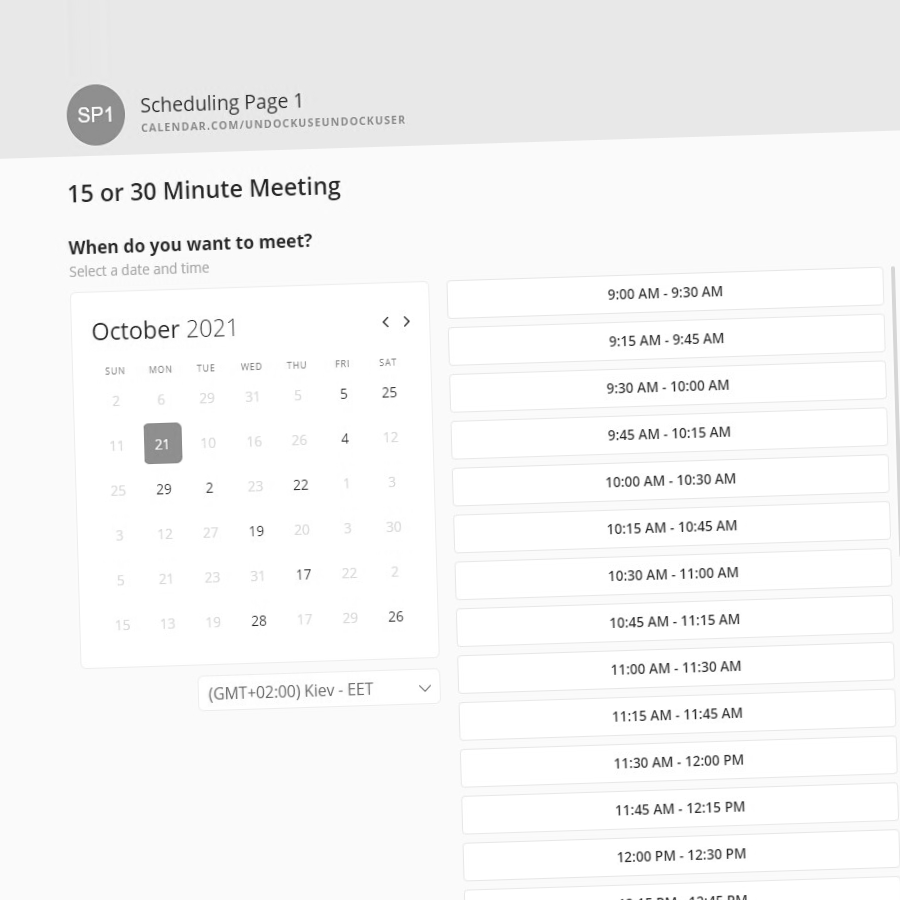 SP1
Scheduling Page 1
CALENDAR.COM/UNDOCKUSEUNDOCKUSER
15 or 30 Minute Meeting
When do you want to meet?
Select a date and time
October 2021
SUN MON TUE WED THU FRI SAT
2 6 29 31 5 5 25
11 21 10 16 26 4 12
25 29 2 23 22 1 3
3 12 27 19 20 3 30
5 21 23 31 17 22 2
15 13 19 28 17 29 26
(GMT+02:00) Kiev - EET
9:00 AM - 9:30 AM
9:15 AM - 9:45 AM
9:30 AM - 10:00 AM
9:45 AM - 10:15 AM
10:00 AM - 10:30 AM
10:15 AM - 10:45 AM
10:30 AM - 11:00 AM
10:45 AM - 11:15 AM
11:00 AM - 11:30 AM
11:15 AM - 11:45 AM
11:30 AM - 12:00 PM
11:45 AM - 12:15 PM
12:00 PM - 12:30 PM